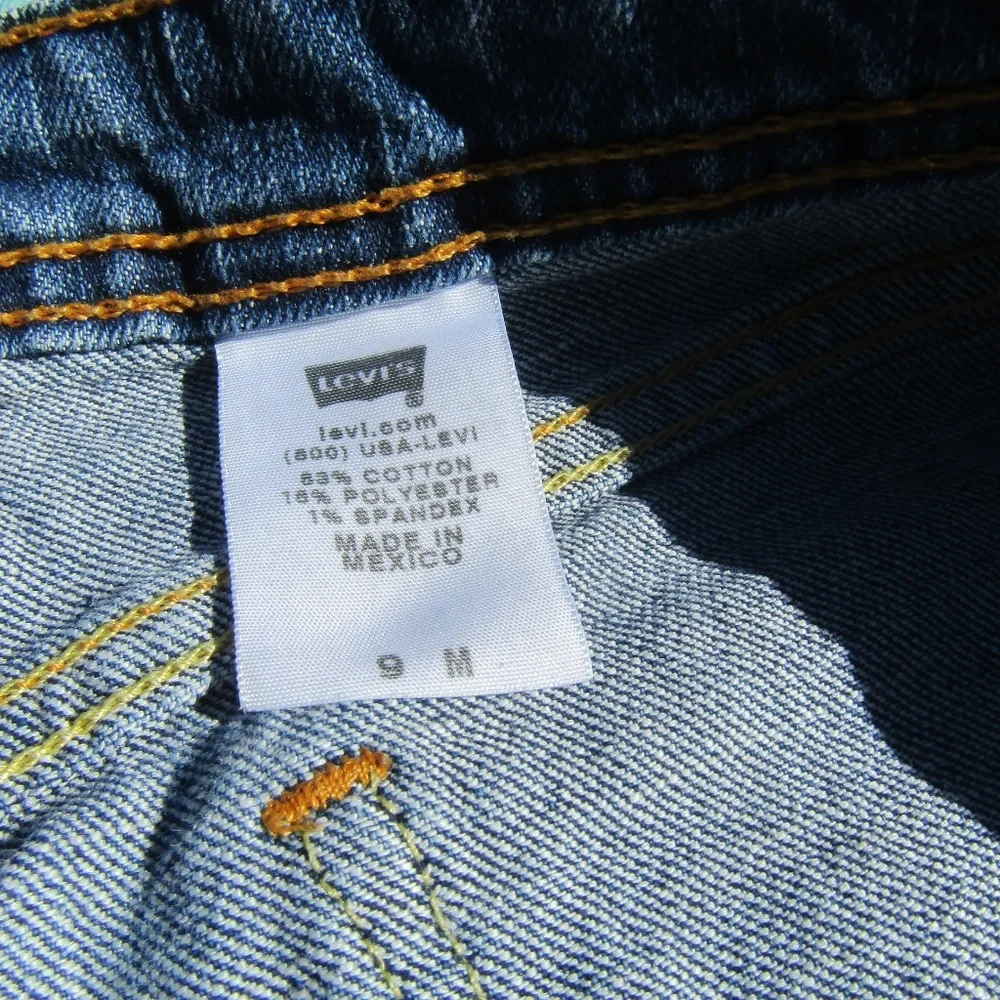 Levi's®
levi.com
(800) USA-LEVI
83% COTTON
16% POLYESTER
1% SPANDEX
MADE IN
MEXICO
9 M